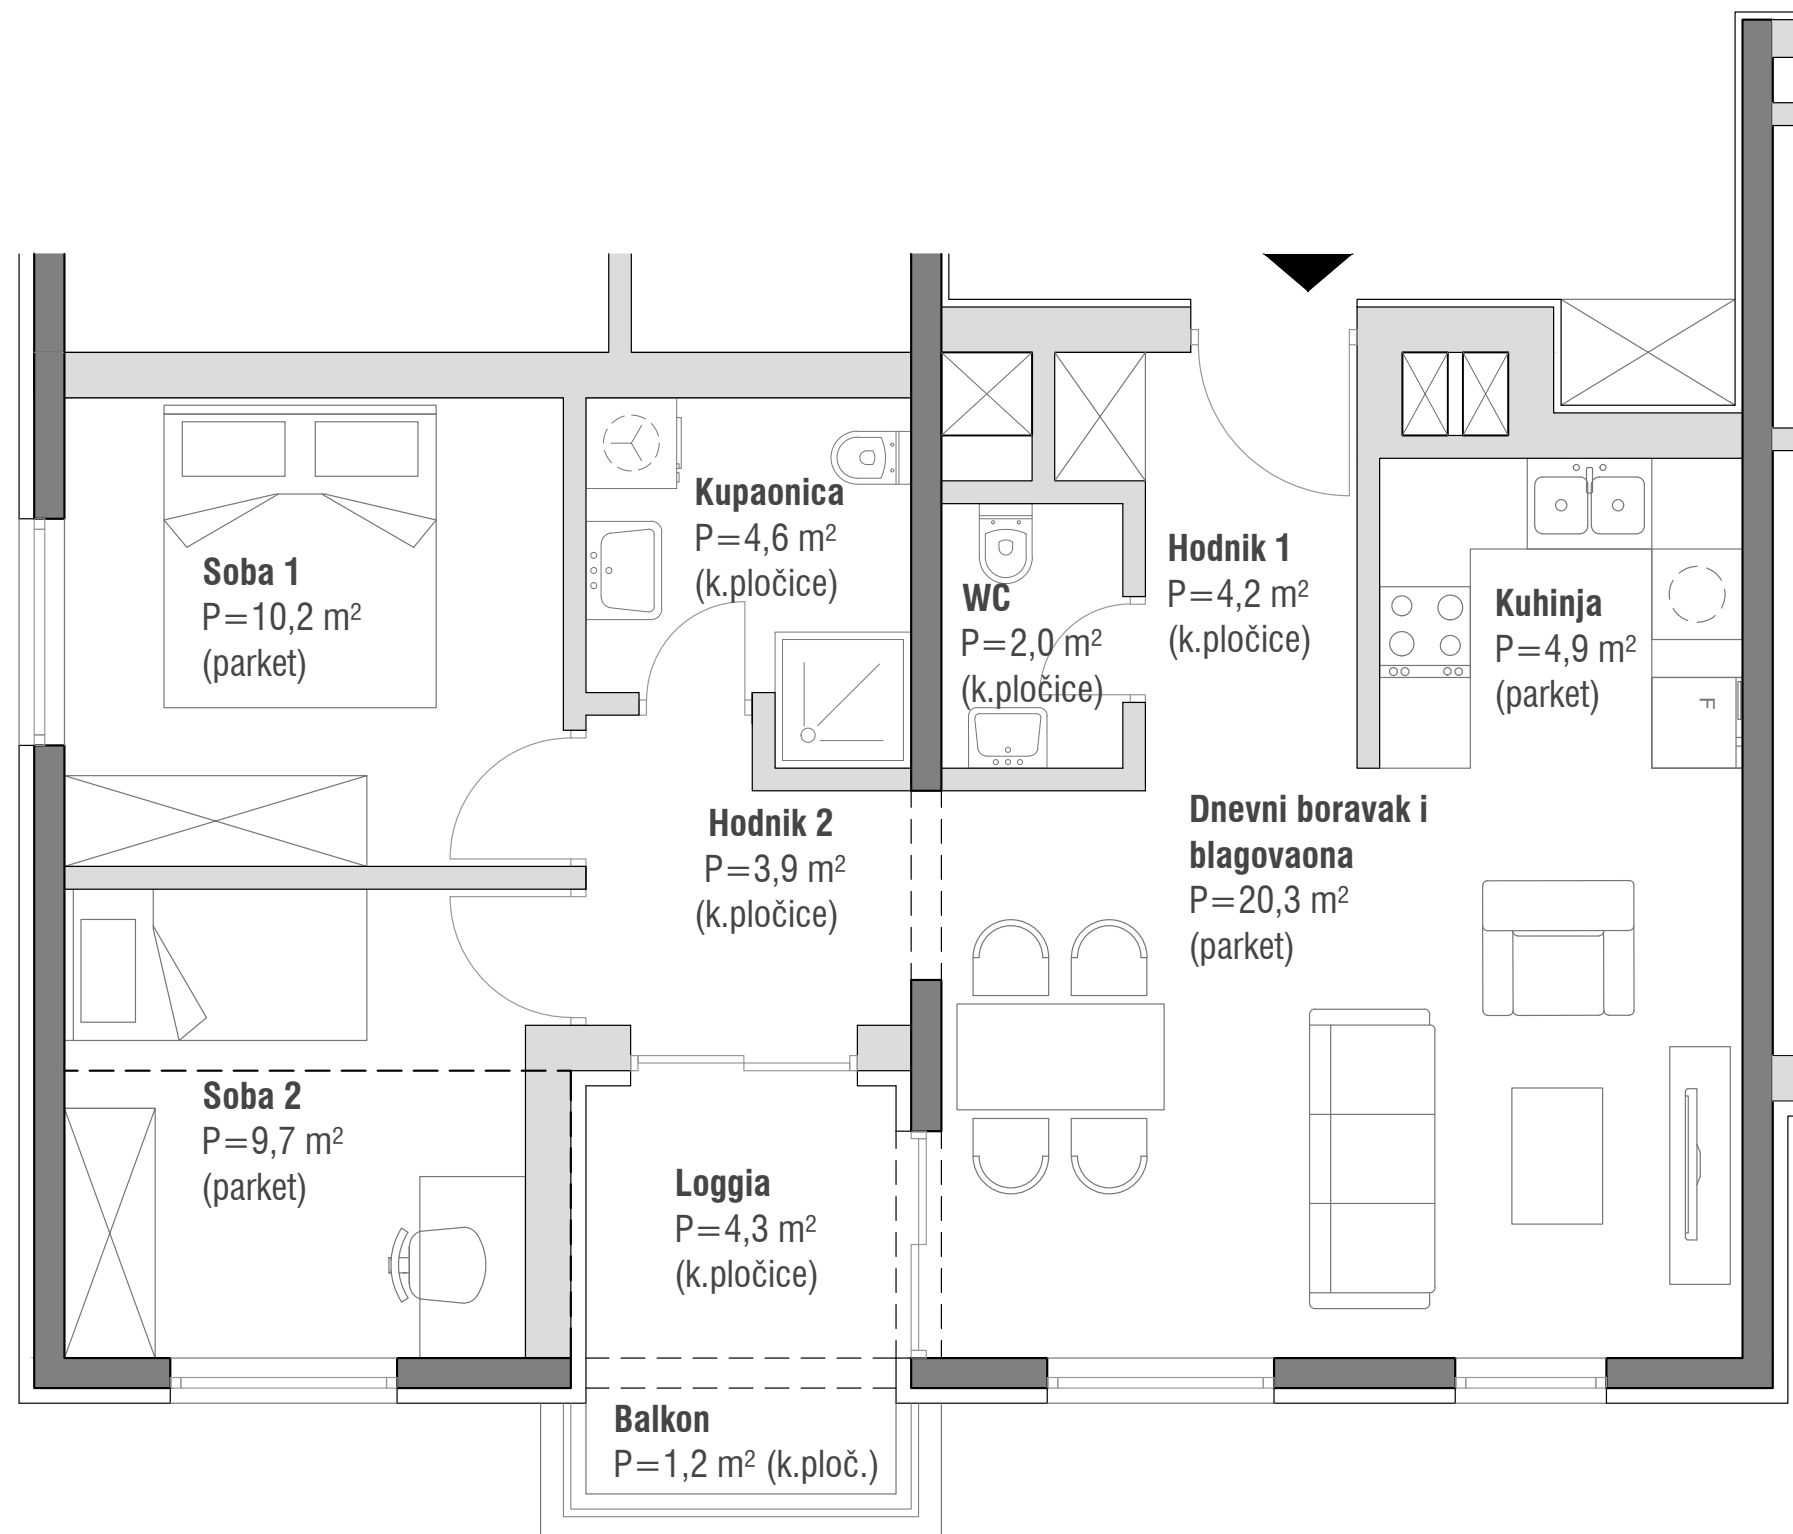 Kupaonica
P=4,6 m²
(k.pločice)
Soba 1
P=10,2 m²
(parket)
WC
P=2,0 m²
(k.pločice)
Hodnik 1
P=4,2 m²
(k.pločice)
Kuhinja
P=4,9 m²
(parket)
F
Hodnik 2
P=3,9 m²
(k.pločice)
Dnevni boravak i
blagovaona
P=20,3 m²
(parket)
Soba 2
P=9,7 m²
(parket)
Loggia
P=4,3 m²
(k.pločice)
Balkon
P=1,2 m² (k.ploč.)